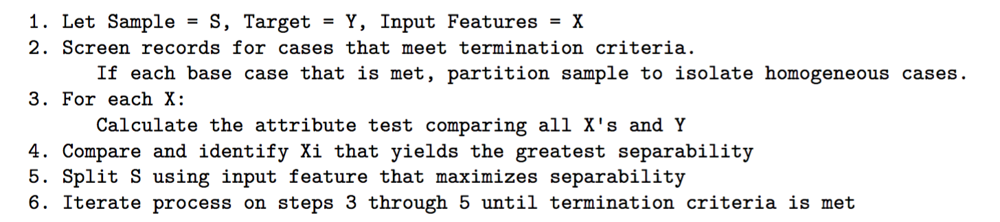 1. Let Sample = S, Target = Y, Input Features = X
2. Screen records for cases that meet termination criteria.
If each base case that is met, partition sample to isolate homogeneous cases.
3. For each X:
Calculate the attribute test comparing all X's and Y
4. Compare and identify Xi that yields the greatest separability
5. Split S using input feature that maximizes separability
6. Iterate process on steps 3 through 5 until termination criteria is met